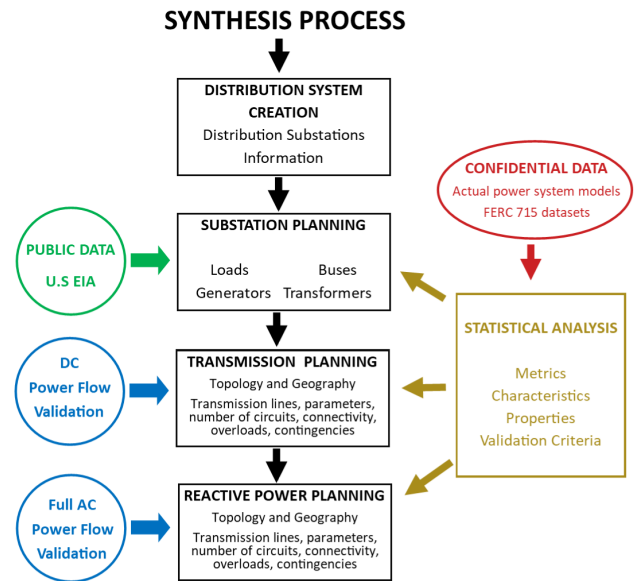 SYNTHESIS PROCESS
DISTRIBUTION SYSTEM
CREATION
Distribution Substations
Information
CONFIDENTIAL DATA
Actual power system models
FERC 715 datasets
PUBLIC DATA
U.S EIA
SUBSTATION PLANNING
Loads Buses
Generators Transformers
STATISTICAL ANALYSIS
Metrics
Characteristics
Properties
Validation Criteria
DC
Power Flow
Validation
TRANSMISSION PLANNING
Topology and Geography
Transmission lines, parameters,
number of circuits, connectivity,
overloads, contingencies
Full AC
Power Flow
Validation
REACTIVE POWER PLANNING
Topology and Geography
Transmission lines, parameters,
number of circuits, connectivity,
overloads, contingencies